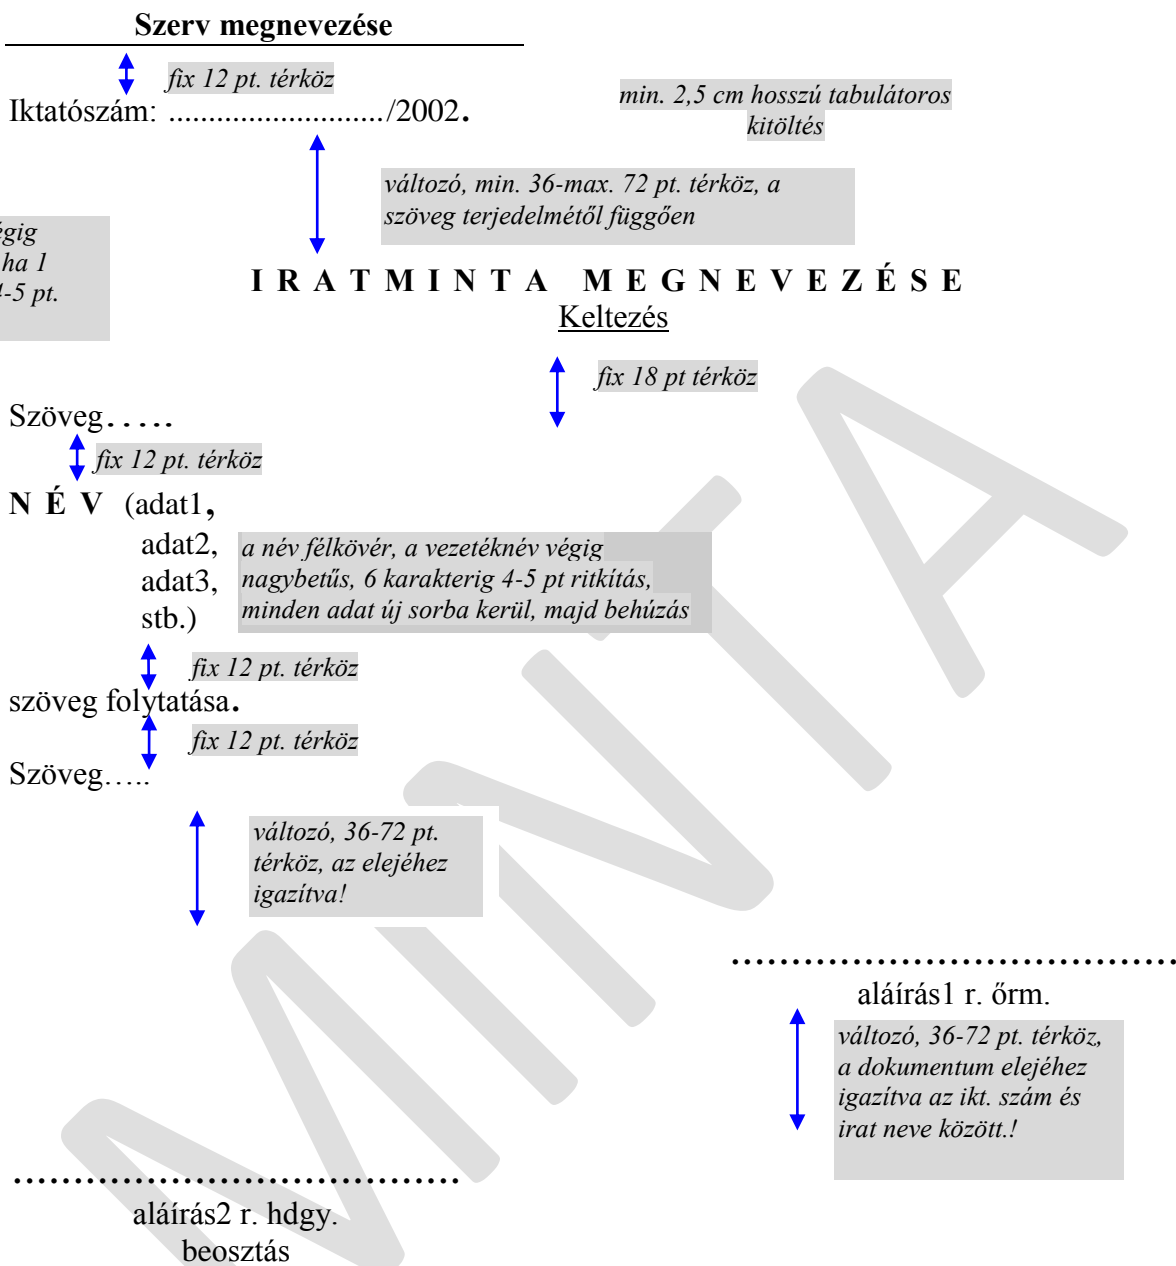 Szerv megnevezése
fix 12 pt. térköz
Iktatószám: .........................../2002.
min. 2,5 cm hosszú tabulátoros
kitöltés
változó, min. 36-max. 72 pt. térköz, a
szöveg terjedelmétől függően
ha 1
-5 pt.
I R A T M I N T A   M E G N E V E Z É S E
Keltezés
fix 18 pt térköz
Szöveg.....
fix 12 pt. térköz
N É V (adat1,
adat2,
adat3,
stb.)
a név félkövér, a vezetéknév végig
nagybetűs, 6 karakterig 4-5 pt ritkítás,
minden adat új sorba kerül, majd behúzás
fix 12 pt. térköz
szöveg folytatása.
fix 12 pt. térköz
Szöveg.....
változó, 36-72 pt.
térköz, az elejéhez
igazítva!
.....................................
aláírás1 r. őrm.
változó, 36-72 pt. térköz,
a dokumentum elejéhez
igazítva az ikt. szám és
irat neve között.!
.....................................
aláírás2 r. hdgy.
beosztás
MINTA